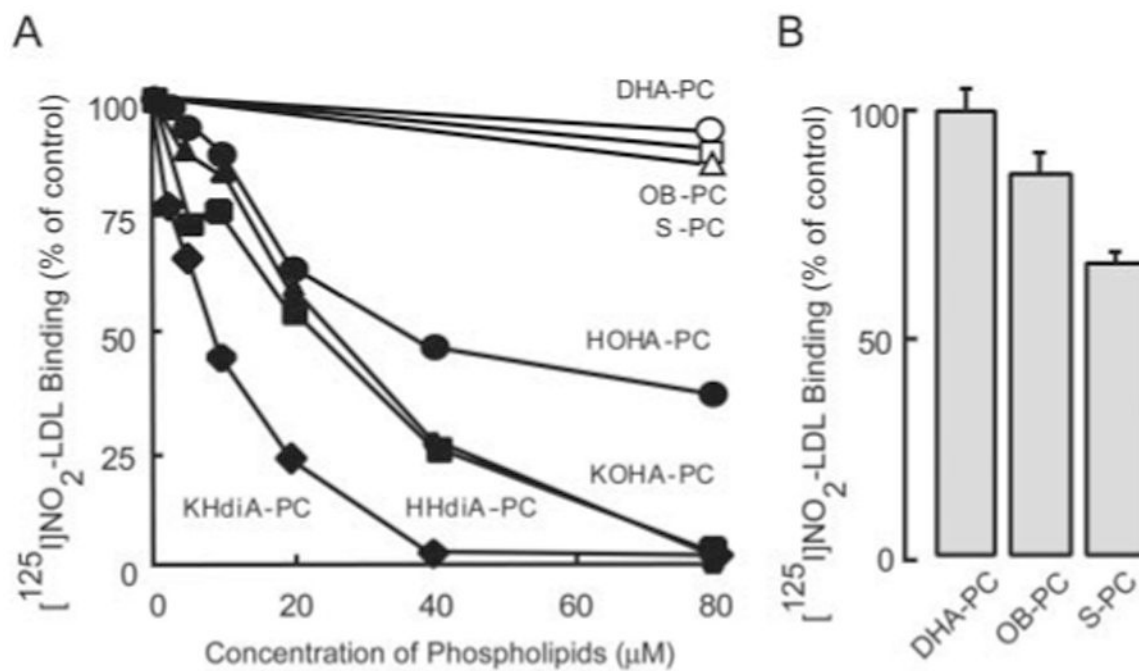 A
[125I]NO2-LDL Binding (% of control)
100
75
50
25
0
DHA-PC
OB-PC
S-PC
HOHA-PC
KOHA-PC
KHdiA-PC
HHdiA-PC
0 20 40 60 80
Concentration of Phospholipids (μM)
B
[125I]NO2-LDL Binding (% of control)
100
50
0
DHA-PC
OB-PC
S-PC